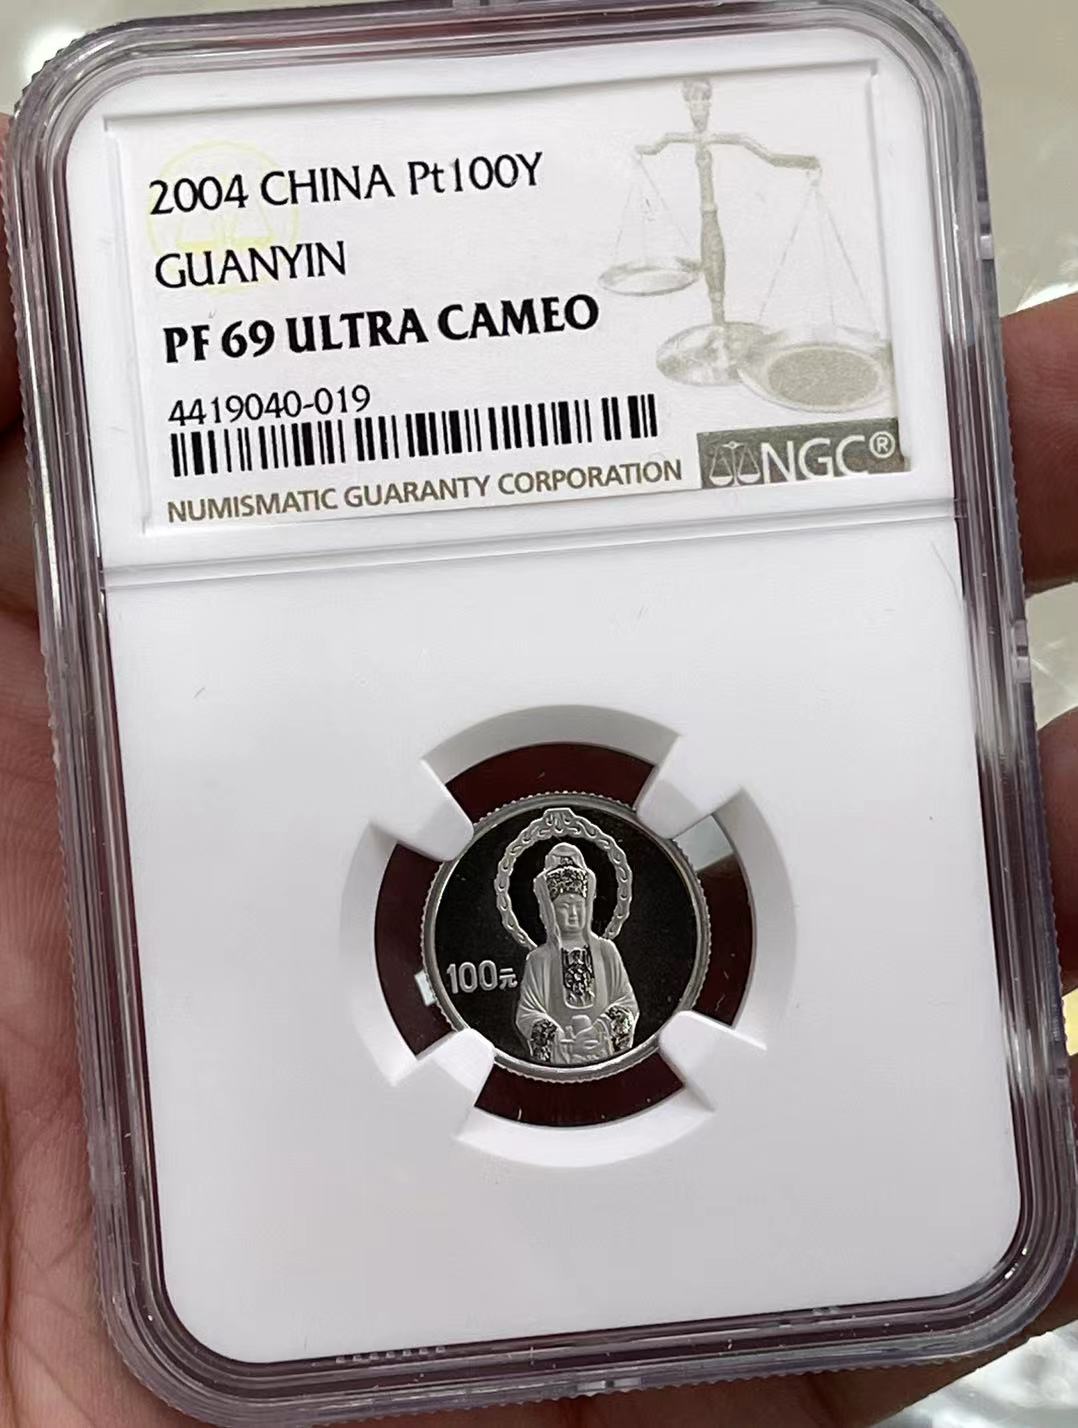 2004 CHINA Pt100Y
GUANYIN
PF 69 ULTRA CAMEO
4419040-019
NUMISMATIC GUARANTY CORPORATION
NGC®
100元